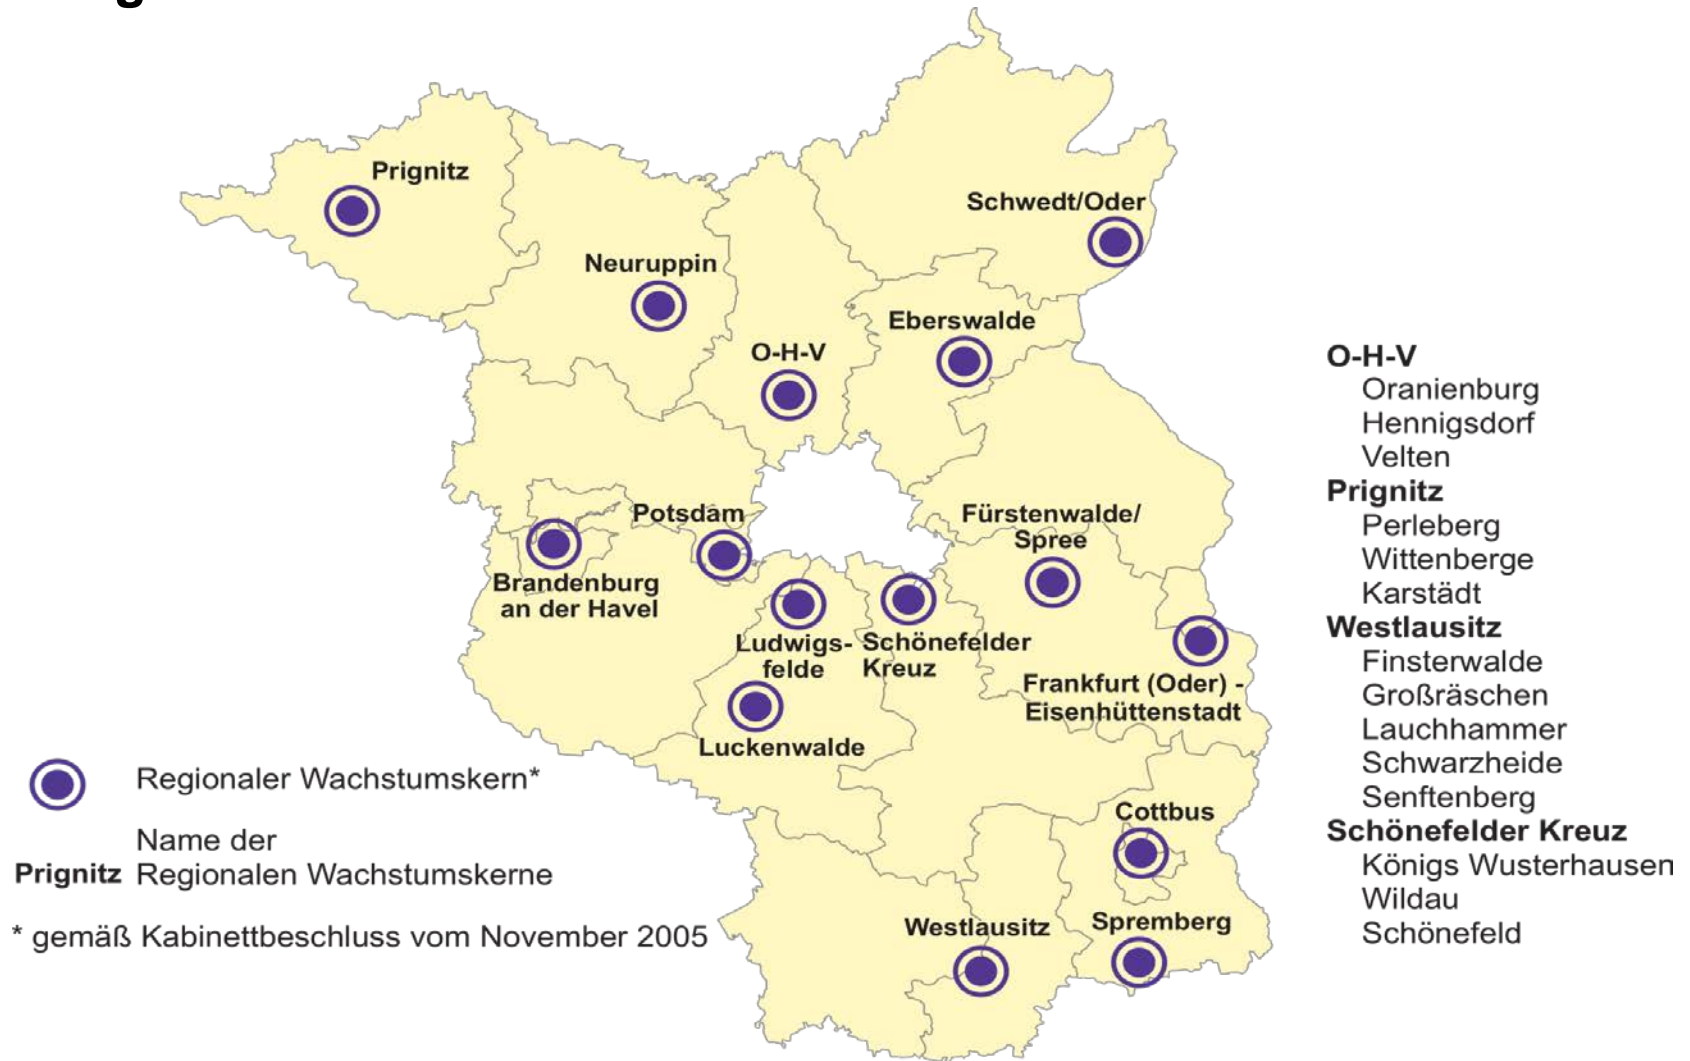 Prignitz
Schwedt/Oder
Neuruppin
Eberswalde
O-H-V
Potsdam
Fürstenwalde/
Spree
Brandenburg
an der Havel
Ludwigs-
felde
Schönefelder
Kreuz
Frankfurt (Oder) -
Eisenhüttenstadt
Luckenwalde
Cottbus
Westlausitz
Spremberg
Regionaler Wachstumskern*
Name der
Prignitz Regionalen Wachstumskerne
* gemäß Kabinettbeschluss vom November 2005
O-H-V
Oranienburg
Hennigsdorf
Velten
Prignitz
Perleberg
Wittenberge
Karstädt
Westlausitz
Finsterwalde
Großräschen
Lauchhammer
Schwarzheide
Senftenberg
Schönefelder Kreuz
Königs Wusterhausen
Wildau
Schönefeld